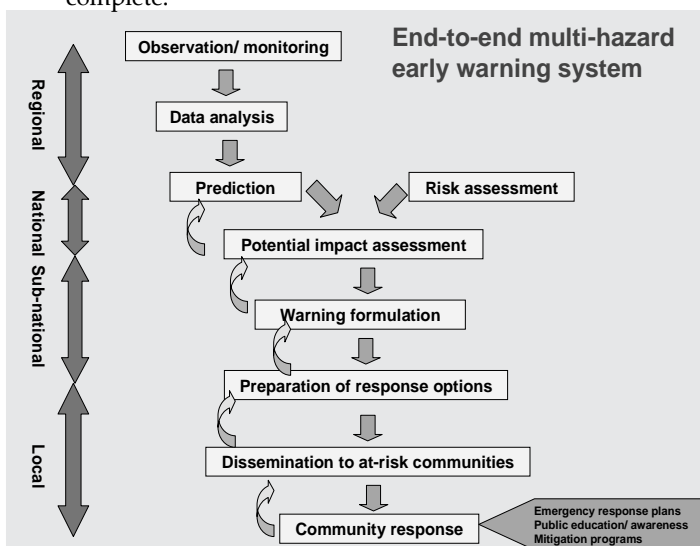 complete.
End-to-end multi-hazard
early warning system
Observation/ monitoring
Regional
Data analysis
Prediction
Risk assessment
National
Potential impact assessment
Sub-national
Warning formulation
Preparation of response options
Local
Dissemination to at-risk communities
Community response
Emergency response plans
Public education/ awareness
Mitigation programs